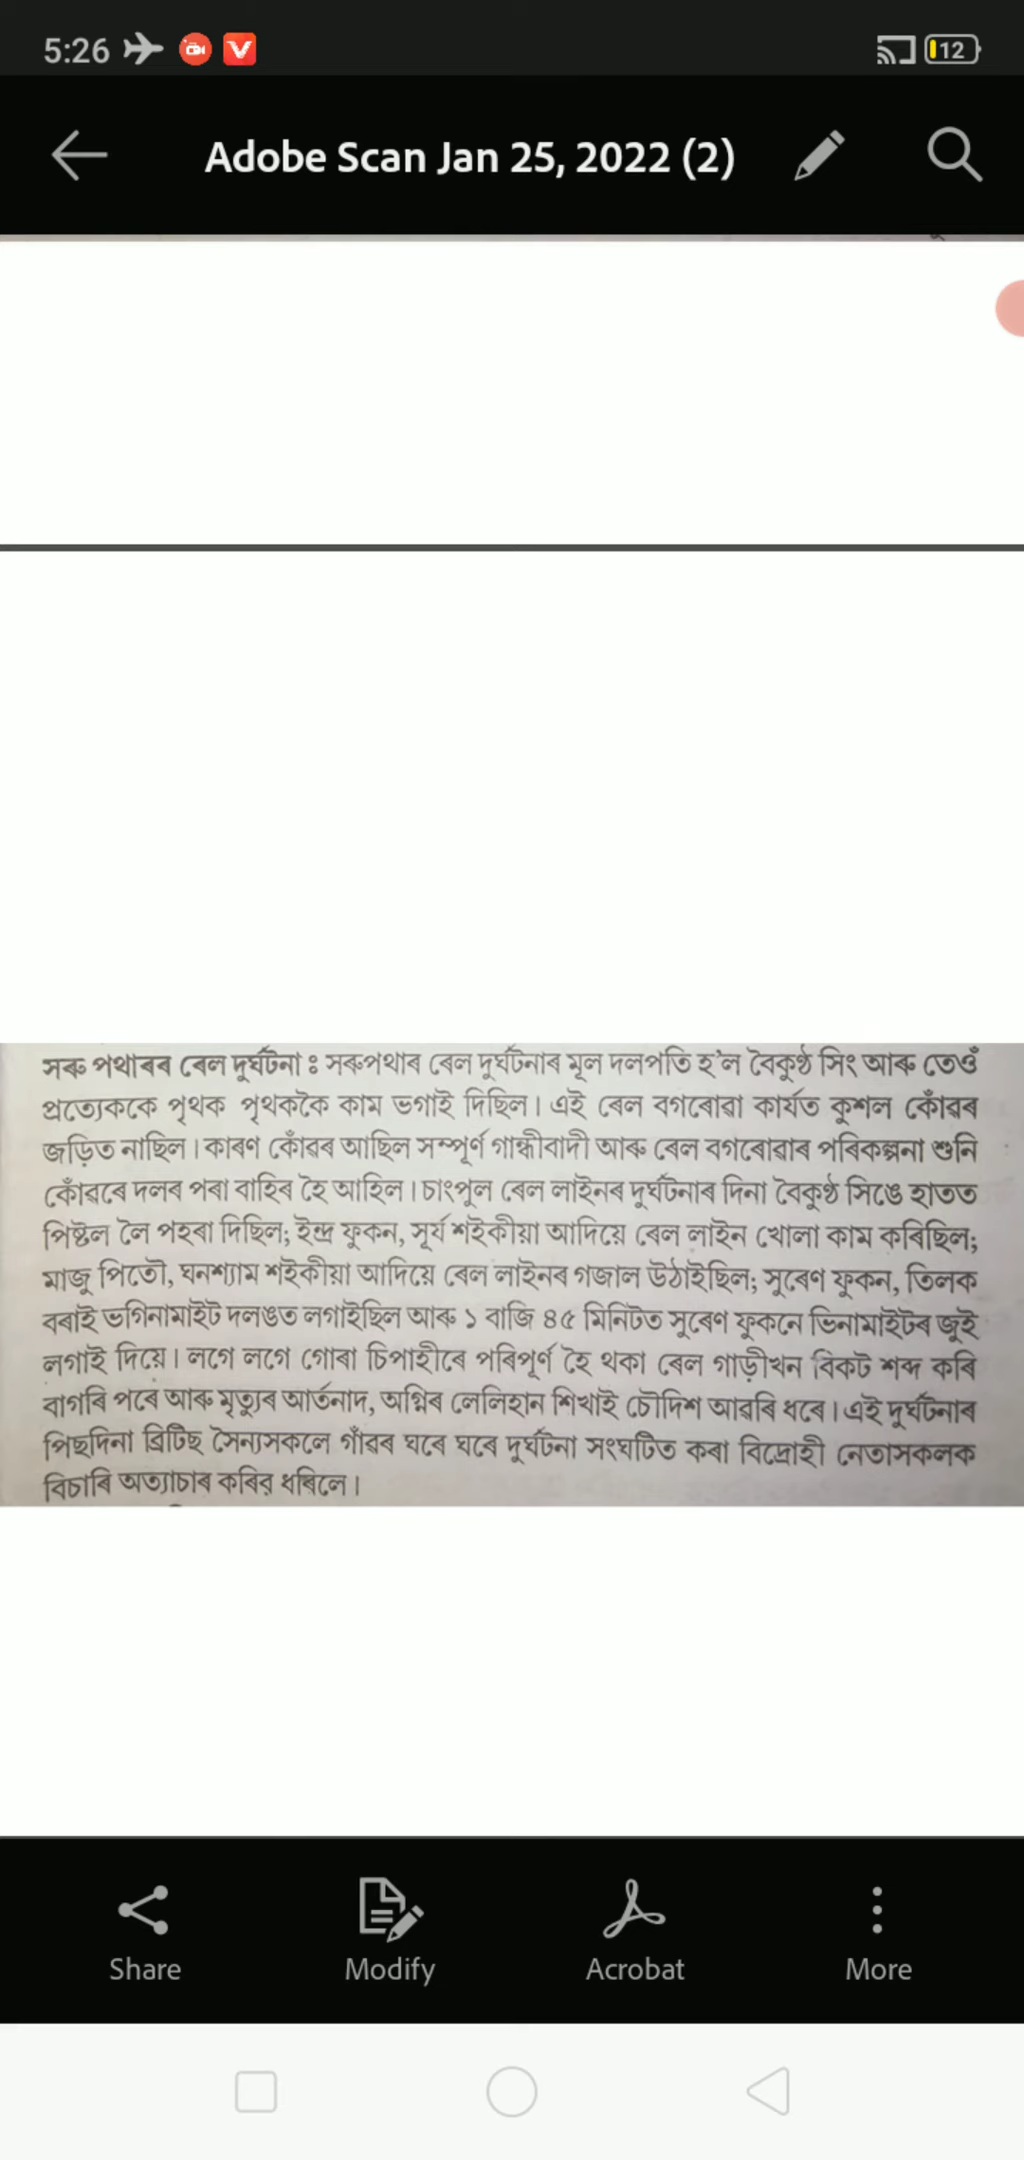 5:26
12
Adobe Scan Jan 25, 2022 (2)
সৰু পথাৰৰ ৰেল দুৰ্ঘটনা ঃ সৰুপথাৰ ৰেল দুৰ্ঘটনাৰ মূল দলপতি হ'ল বৈকুণ্ঠ সিং আৰু তেওঁ
প্ৰত্যেককে পৃথক পৃথককৈ কাম ভগাই দিছিল। এই ৰেল বগৰোৱা কাৰ্যত কুশল কোঁৱৰ
জড়িত নাছিল। কাৰণ কোঁৱৰ আছিল সম্পূৰ্ণ গান্ধীবাদী আৰু ৰেল বগৰোৱাৰ পৰিকল্পনা শুনি
কোঁৱৰে দলৰ পৰা বাহিৰ হৈ আহিল। চাংপুল ৰেল লাইনৰ দুৰ্ঘটনাৰ দিনা বৈকুণ্ঠ সিঙে হাতত
পিষ্টল লৈ পহৰা দিছিল; ইন্দ্ৰ ফুকন, সূৰ্য শইকীয়া আদিয়ে ৰেল লাইন খোলা কাম কৰিছিল;
মাজু পিতৌ, ঘনশ্যাম শইকীয়া আদিয়ে ৰেল লাইনৰ গজাল উঠাইছিল; সুৰেণ ফুকন, তিলক
বৰাই ভগিনামাইট দলঙত লগাইছিল আৰু ১ বাজি ৪৫ মিনিটত সুৰেণ ফুকনে ভিনামাইটৰ জুই
লগাই দিয়ে। লগে লগে গোৰা চিপাহীৰে পৰিপূৰ্ণ হৈ থকা ৰেল গাড়ীখন বিকট শব্দ কৰি
বাগৰি পৰে আৰু মৃত্যুৰ আৰ্তনাদ, অগ্নিৰ লেলিহান শিখাই চৌদিশ আৱৰি ধৰে। এই দুৰ্ঘটনাৰ
পিছদিনা ব্ৰিটিছ সৈন্যসকলে গাঁৱৰ ঘৰে ঘৰে দুৰ্ঘটনা সংঘটিত কৰা বিদ্ৰোহী নেতাসকলক
বিচাৰি অত্যাচাৰ কৰিব ধৰিলে।
Share
Modify
Acrobat
More